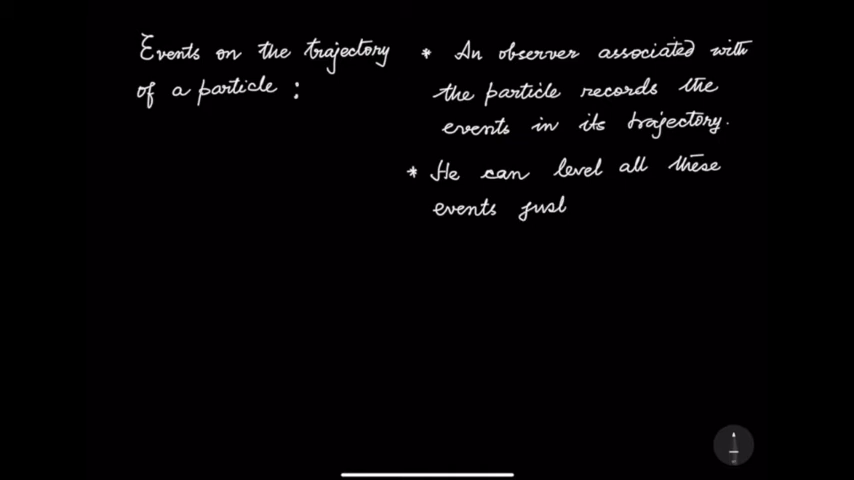 Events on the trajectory
of a particle :
* An observer associated with
the particle records the
events in its trajectory.
* He can level all these
events just